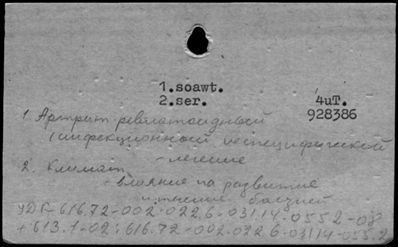 1.soawt.
2.ser. 4uT.
928386
1. Артрит ревматоидный
(инфекционный неспецифический
- лечение
2. Климат
- влияние на развитие
и течение
УДК-616.72-002.022.6-031.14-055.2-08
+613.1-02:616.72-002.022.6-031.14-055.2